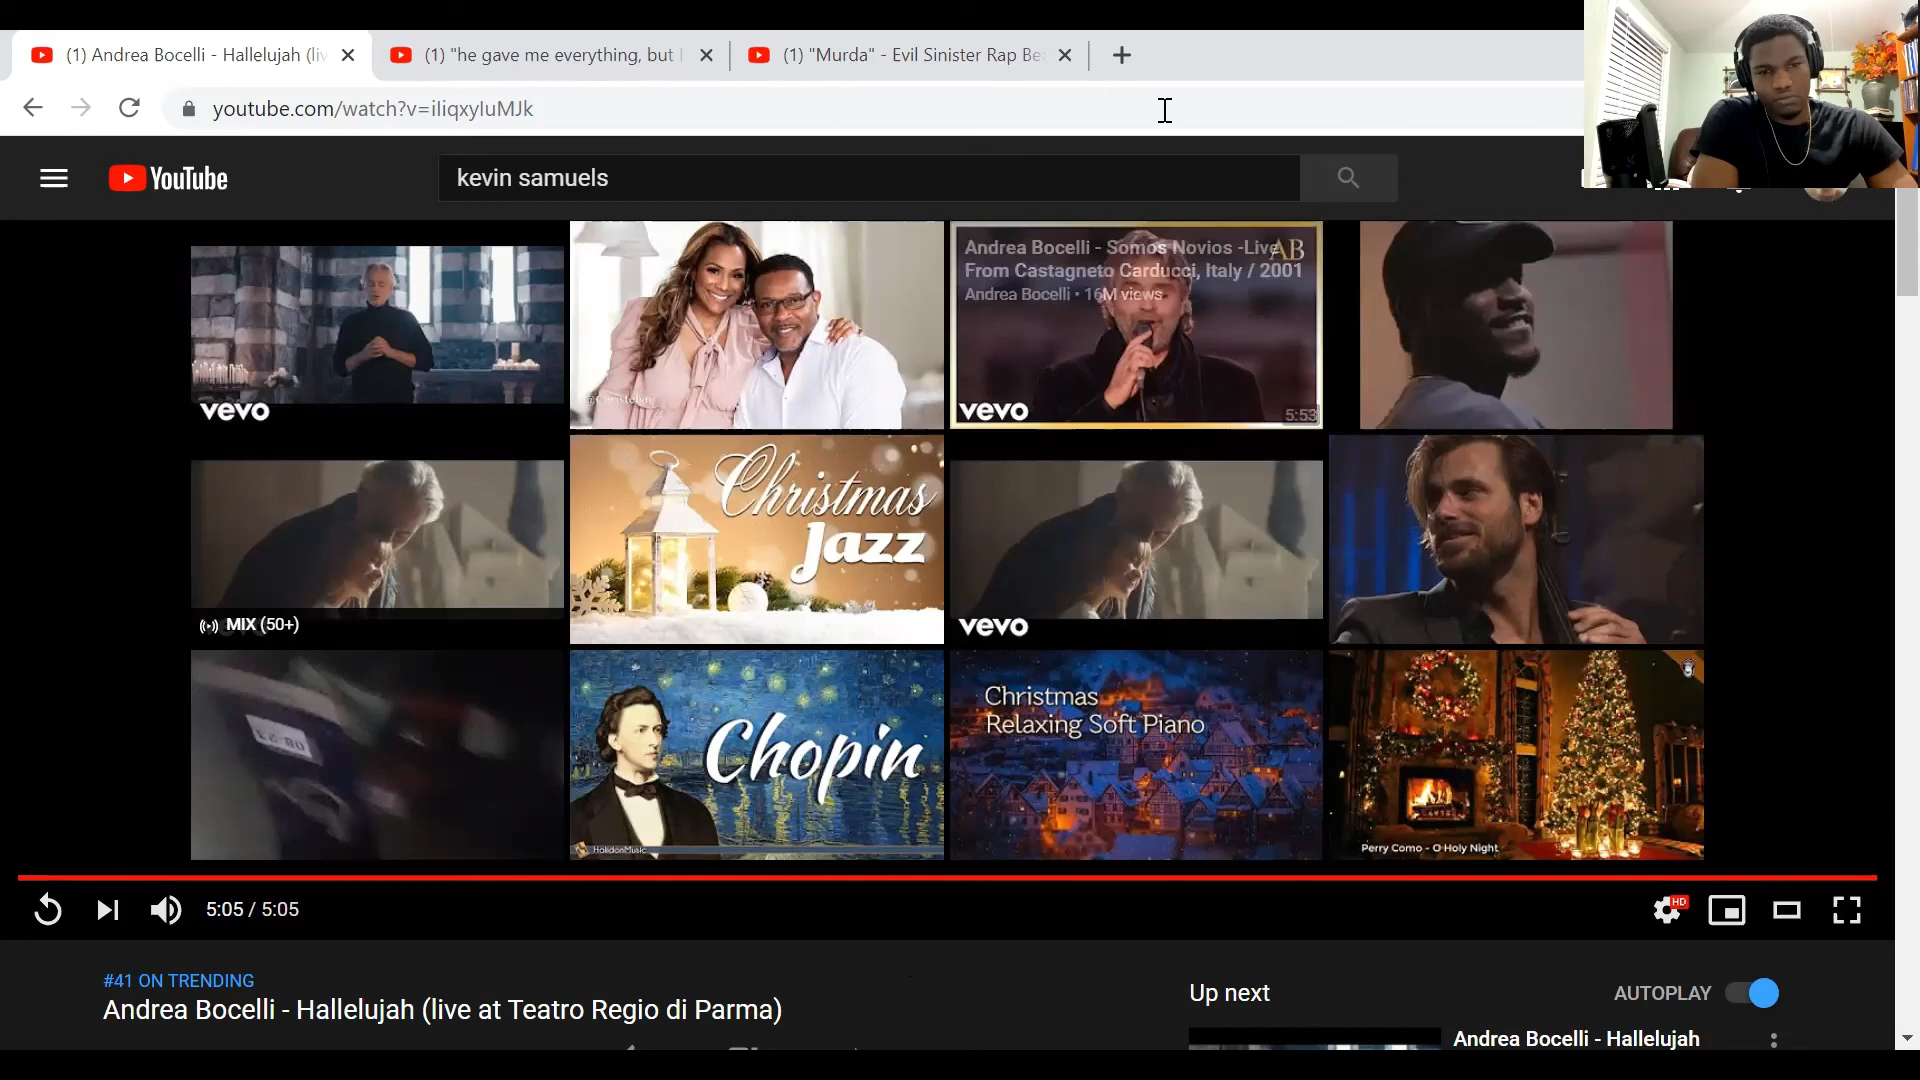 (1) Andrea Bocelli - Hallelujah (liv
(1) "he gave me everything, but I
(1) "Murda" - Evil Sinister Rap Be
youtube.com/watch?v=iliqxyIuMJk
YouTube
kevin samuels
vevo
Andrea Bocelli - Somos Novios -Live
From Castagneto Carducci, Italy / 2001
Andrea Bocelli • 16M views
AB
vevo
5:53
MIX (50+)
Christmas
Jazz
vevo
Chopin
HalidonMusic
Christmas
Relaxing Soft Piano
Perry Como - O Holy Night
5:05 / 5:05
HD
#41 ON TRENDING
Andrea Bocelli - Hallelujah (live at Teatro Regio di Parma)
Up next
AUTOPLAY
Andrea Bocelli - Hallelujah